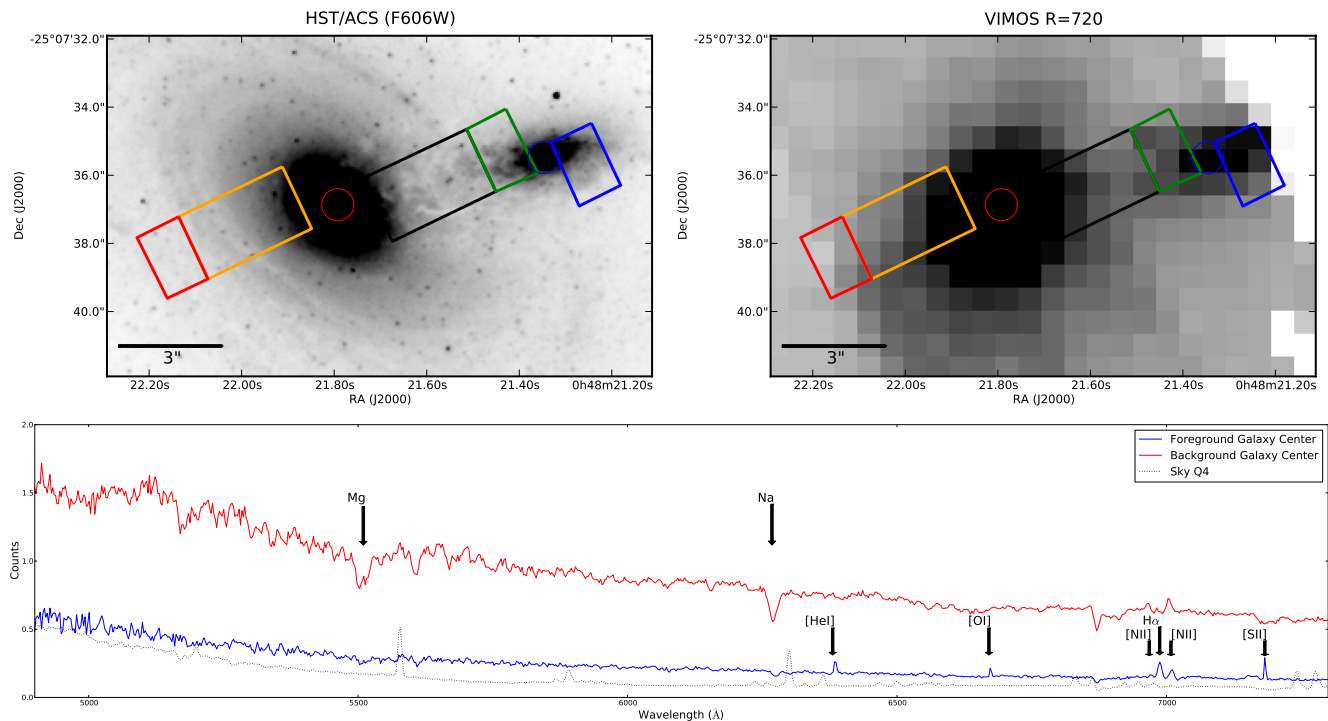 HST/ACS (F606W)
-25°07'32.0"
34.0"
36.0"
38.0"
40.0"
Dec (J2000)
3"
22.20s 22.00s 21.80s 21.60s 21.40s 0h48m21.20s
RA (J2000)
VIMOS R=720
-25°07'32.0"
34.0"
36.0"
38.0"
40.0"
Dec (J2000)
3"
22.20s 22.00s 21.80s 21.60s 21.40s 0h48m21.20s
RA (J2000)
2.0
1.5
1.0
0.5
0.0
Counts
Foreground Galaxy Center
Background Galaxy Center
Sky Q4
Mg
Na
[HeI]
[OI]
Hα
[NII] [NII]
[SII]
5000 5500 6000 6500 7000
Wavelength (Å)